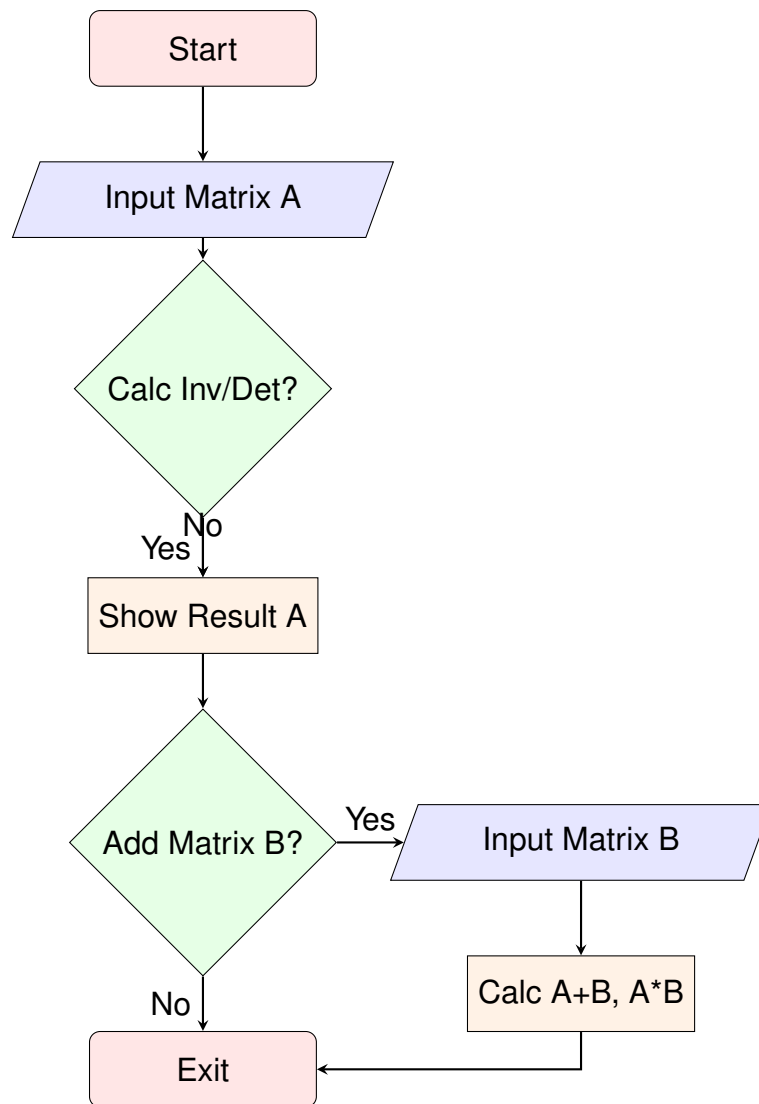 Start
Input Matrix A
Calc Inv/Det?
No
Yes
Show Result A
Add Matrix B?
Yes
Input Matrix B
Calc A+B, A*B
No
Exit